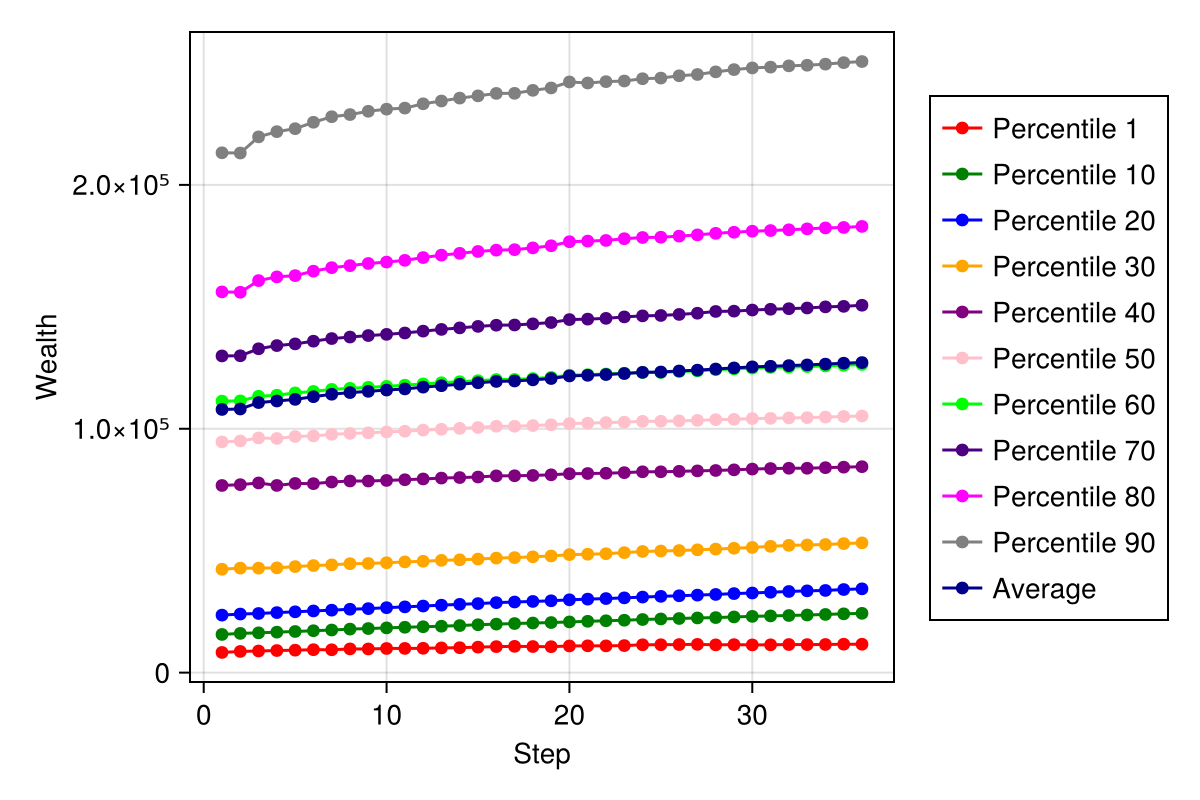 Wealth
2.0×10⁵
1.0×10⁵
0
0 10 20 30
Step
Percentile 1
Percentile 10
Percentile 20
Percentile 30
Percentile 40
Percentile 50
Percentile 60
Percentile 70
Percentile 80
Percentile 90
Average